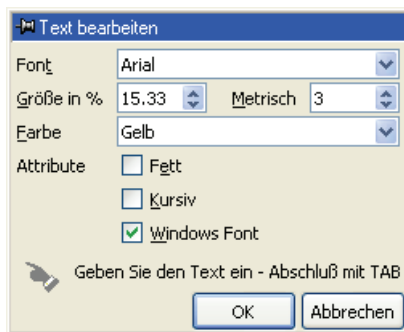 Text bearbeiten
Font Arial
Größe in % 15.33 Metrisch 3
Farbe Gelb
Attribute Fett
Kursiv
Windows Font
Geben Sie den Text ein - Abschluß mit TAB
OK Abbrechen